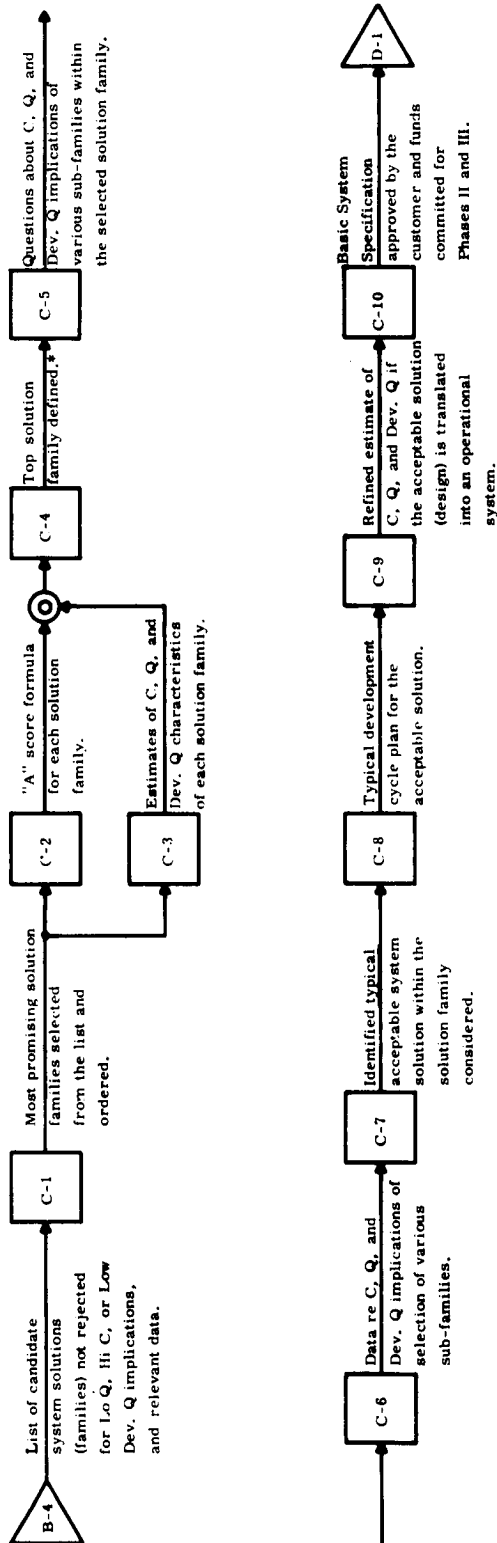 B-4
List of candidate
system solutions
(families) not rejected
for Lo Q, Hi C, or Low
Dev. Q implications,
and relevant data.
C-1
Most promising solution
families selected
from the list and
ordered.
C-2
"A" score formula
for each solution
family.
C-3
Estimates of C, Q, and
Dev. Q characteristics
of each solution family.
C-4
Top solution
family defined.*
C-5
Questions about C, Q, and
Dev. Q implications of
various sub-families within
the selected solution family.
C-6
Data re C, Q, and
Dev. Q implications of
selection of various
sub-families.
C-7
Identified typical
acceptable system
solution within the
solution family
considered.
C-8
Typical development
cycle plan for the
acceptable solution.
C-9
Refined estimate of
C, Q, and Dev. Q if
the acceptable solution
(design) is translated
into an operational
system.
C-10
Basic System
Specification
approved by the
customer and funds
committed for
Phases II and III.
D-1